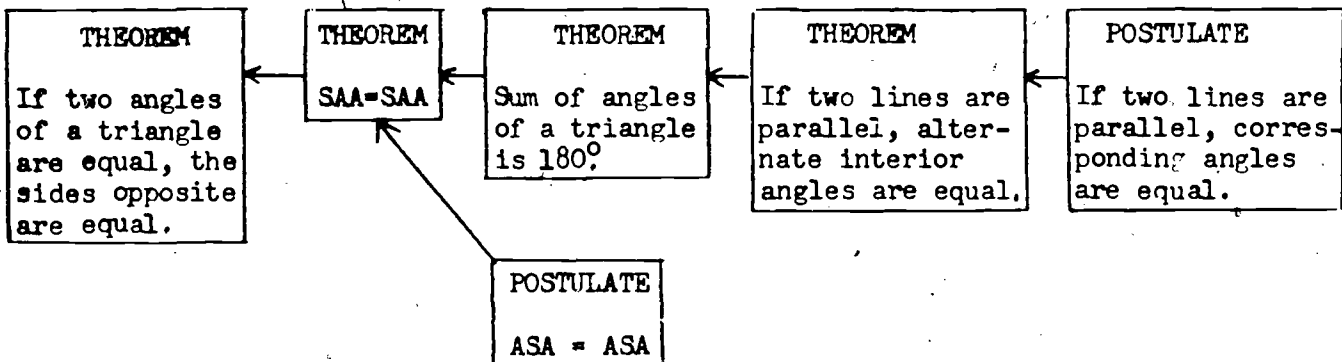 THEOREM
If two angles
of a triangle
are equal, the
sides opposite
are equal.
THEOREM
SAA=SAA
THEOREM
Sum of angles
of a triangle
is 180°.
THEOREM
If two lines are
parallel, alter-
nate interior
angles are equal.
POSTULATE
If two lines are
parallel, corres-
ponding angles
are equal.
POSTULATE
ASA = ASA